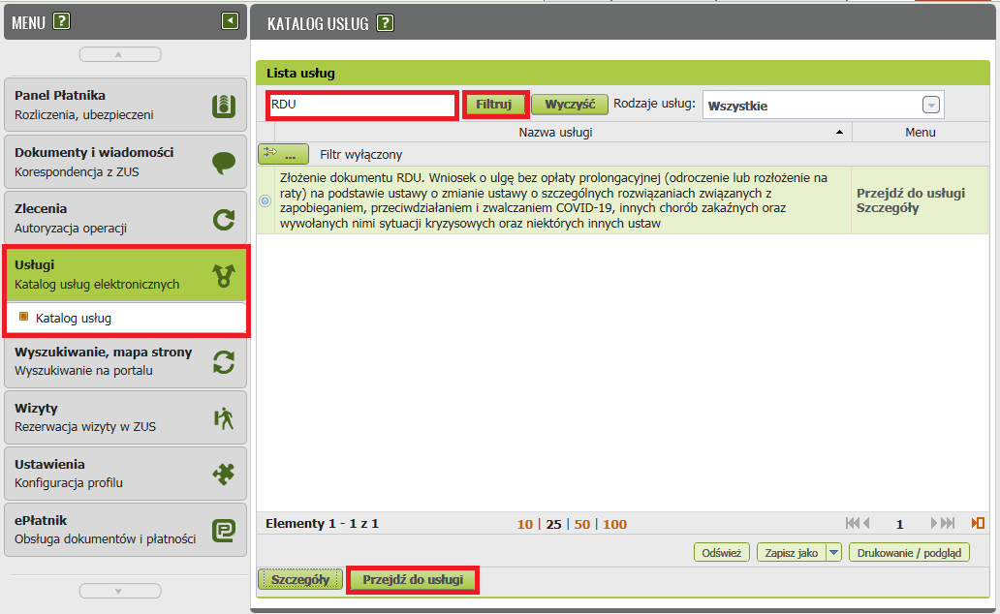 MENU ?
Panel Płatnika
Rozliczenia, ubezpieczeni
Dokumenty i wiadomości
Korespondencja z ZUS
Zlecenia
Autoryzacja operacji
Usługi
Katalog usług elektronicznych
Katalog usług
Wyszukiwanie, mapa strony
Wyszukiwanie na portalu
Wizyty
Rezerwacja wizyty w ZUS
Ustawienia
Konfiguracja profilu
ePłatnik
Obsługa dokumentów i płatności
KATALOG USŁUG ?
Lista usług
RDU Filtruj Wyczyść Rodzaje usług: Wszystkie
Nazwa usługi Menu
... Filtr wyłączony
Złożenie dokumentu RDU. Wniosek o ulgę bez opłaty prolongacyjnej (odroczenie lub rozłożenie na
raty) na podstawie ustawy o zmianie ustawy o szczególnych rozwiązaniach związanych z
zapobieganiem, przeciwdziałaniem i zwalczaniem COVID-19, innych chorób zakaźnych oraz
wywołanych nimi sytuacji kryzysowych oraz niektórych innych ustaw
Przejdź do usługi
Szczegóły
Elementy 1 - 1 z 1 10 | 25 | 50 | 100 1
Odśwież Zapisz jako Drukowanie / podgląd
Szczegóły Przejdź do usługi